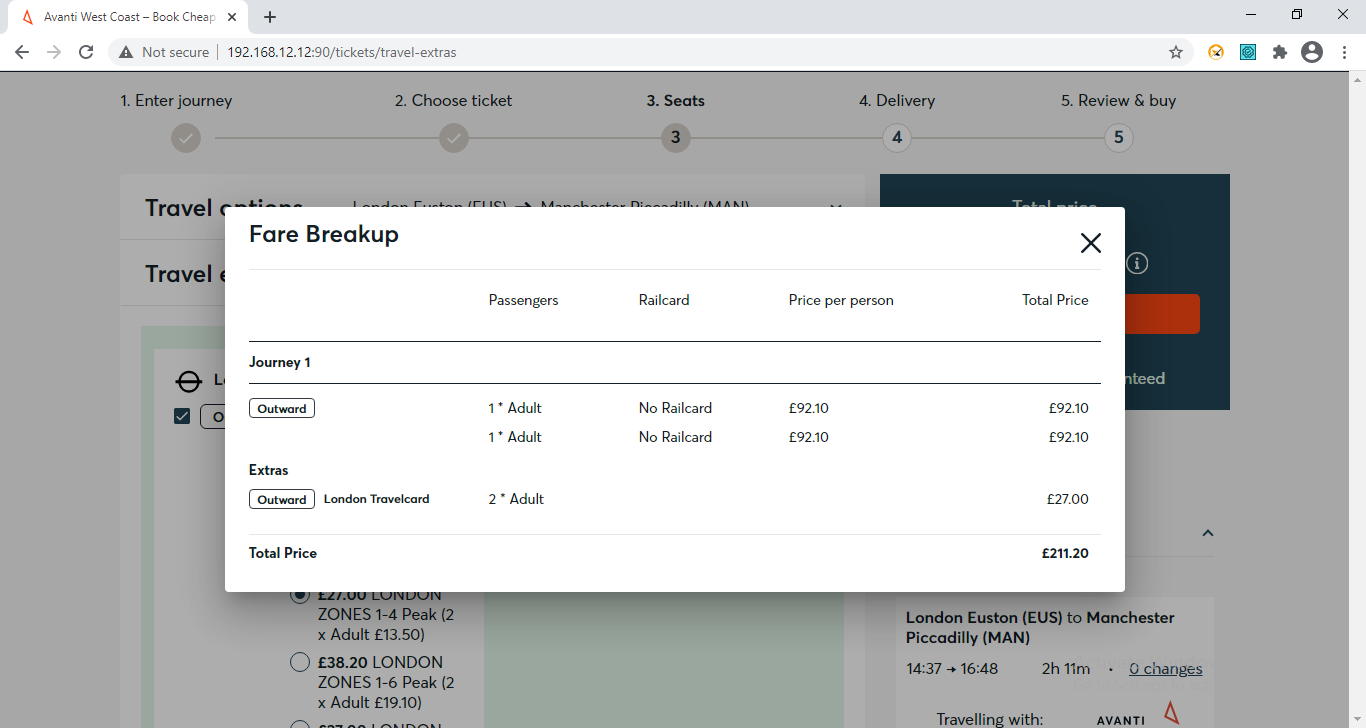 Avanti West Coast – Book Cheap
Not secure
192.168.12.12:90/tickets/travel-extras
1. Enter journey
2. Choose ticket
3. Seats
4. Delivery
5. Review & buy
3
4
5
Travel options
London Euston (EUS) → Manchester Piccadilly (MAN)
Total price
Travel
Fare Breakup
Passengers Railcard Price per person Total Price
Journey 1
Outward 1 * Adult No Railcard £92.10 £92.10
1 * Adult No Railcard £92.10 £92.10
Extras
Outward London Travelcard 2 * Adult £27.00
Total Price £211.20
nteed
£27.00 LONDON
ZONES 1-4 Peak (2
x Adult £13.50)
£38.20 LONDON
ZONES 1-6 Peak (2
x Adult £19.10)
London Euston (EUS) to Manchester
Piccadilly (MAN)
14:37 → 16:48 2h 11m · 0 changes
Travelling with: AVANTI